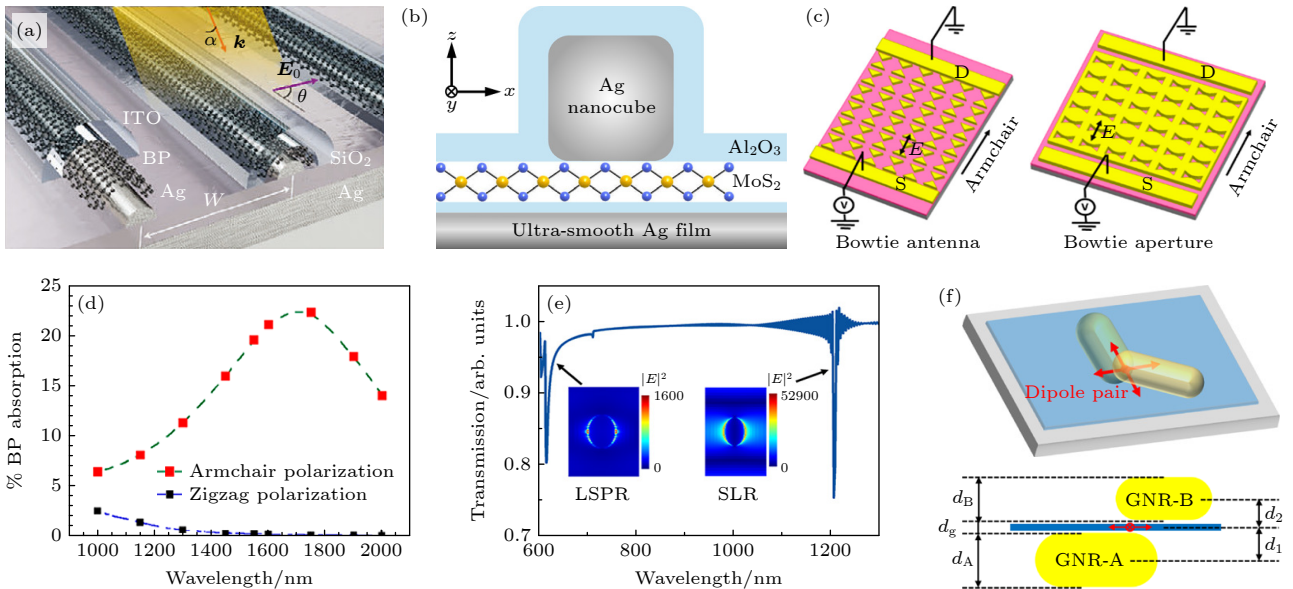 (a)
α
k
E₀
θ
ITO
BP
SiO₂
Ag
W
Ag
(b)
z
x
y
Ag
nanocube
Al₂O₃
MoS₂
Ultra-smooth Ag film
(c)
D
E
S
V
Armchair
Bowtie antenna
D
E
S
V
Armchair
Bowtie aperture
(d)
% BP absorption
25
20
15
10
5
0
Armchair polarization
Zigzag polarization
1000 1200 1400 1600 1800 2000
Wavelength/nm
(e)
Transmission/arb. units
1.0
0.9
0.8
0.7
|E|²
1600
0
LSPR
|E|²
52900
0
SLR
600 800 1000 1200
Wavelength/nm
(f)
Dipole pair
d_B
GNR-B
d₂
d_g
d₁
d_A
GNR-A